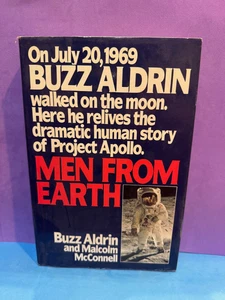 On July 20, 1969
BUZZ ALDRIN
walked on the moon.
Here he relives the
dramatic human story
of Project Apollo.
MEN FROM
EARTH
Buzz Aldrin
and Malcolm
McConnell